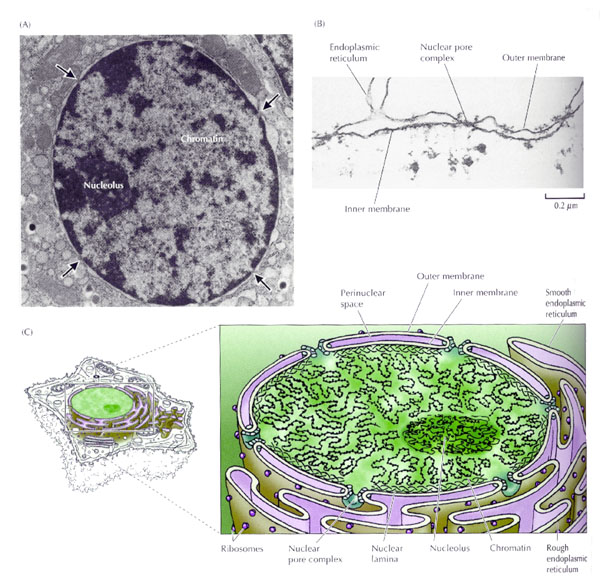 (A)
Chromatin
Nucleolus
(B)
Endoplasmic
reticulum
Nuclear pore
complex
Outer membrane
Inner membrane
0.2 µm
(C)
Perinuclear
space
Outer membrane
Inner membrane
Smooth
endoplasmic
reticulum
Ribosomes
Nuclear
pore complex
Nuclear
lamina
Nucleolus
Chromatin
Rough
endoplasmic
reticulum